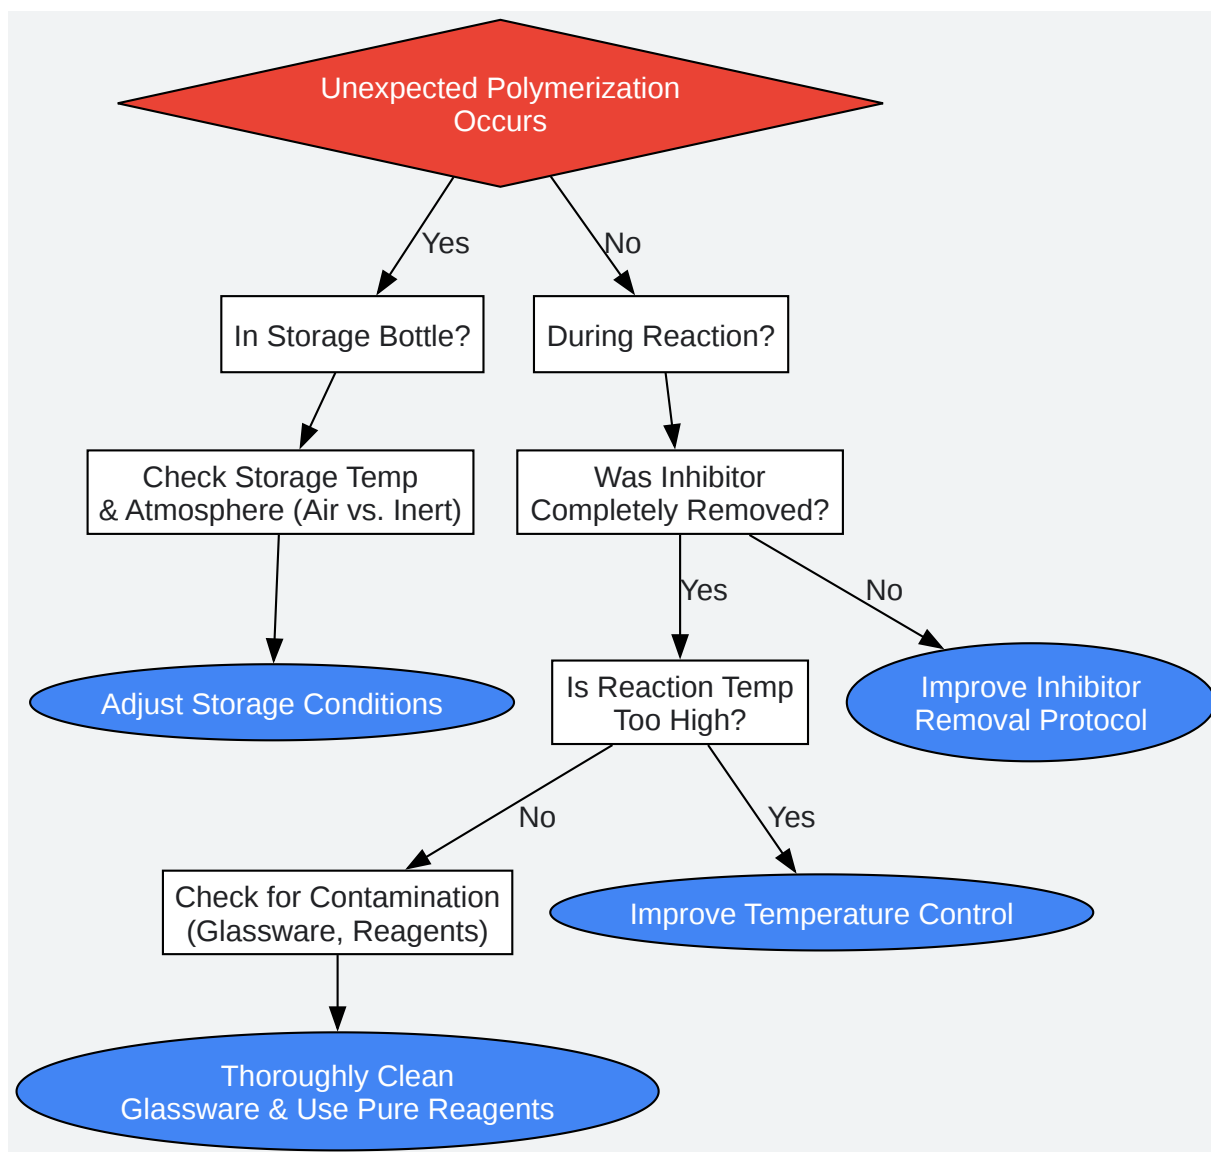 Unexpected Polymerization
Occurs
Yes
No
In Storage Bottle?
During Reaction?
Check Storage Temp
& Atmosphere (Air vs. Inert)
Was Inhibitor
Completely Removed?
Yes
No
Adjust Storage Conditions
Is Reaction Temp
Too High?
Improve Inhibitor
Removal Protocol
No
Yes
Check for Contamination
(Glassware, Reagents)
Improve Temperature Control
Thoroughly Clean
Glassware & Use Pure Reagents